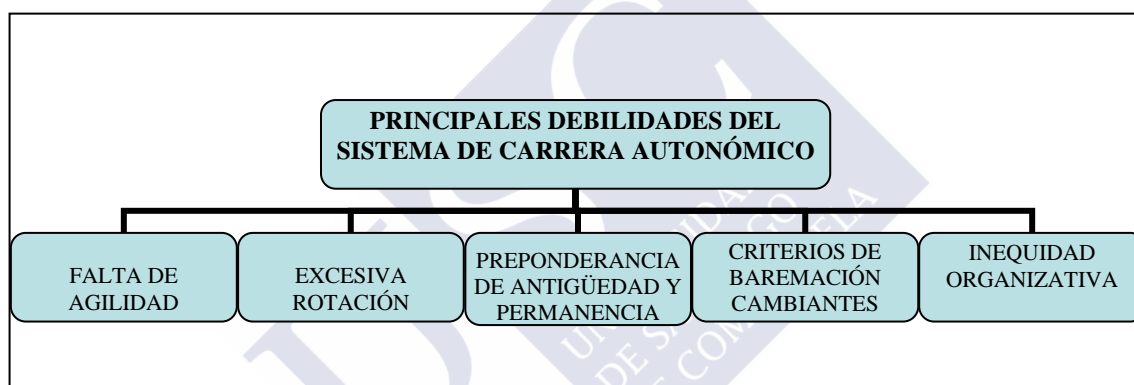 PRINCIPALES DEBILIDADES DEL
SISTEMA DE CARRERA AUTONÓMICO
FALTA DE
AGILIDAD
EXCESIVA
ROTACIÓN
PREPONDERANCIA
DE ANTIGÜEDAD Y
PERMANENCIA
CRITERIOS DE
BAREMACIÓN
CAMBIANTES
INEQUIDAD
ORGANIZATIVA